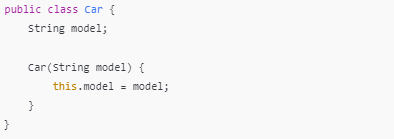 public class Car {
    String model;

    Car(String model) {
        this.model = model;
    }
}